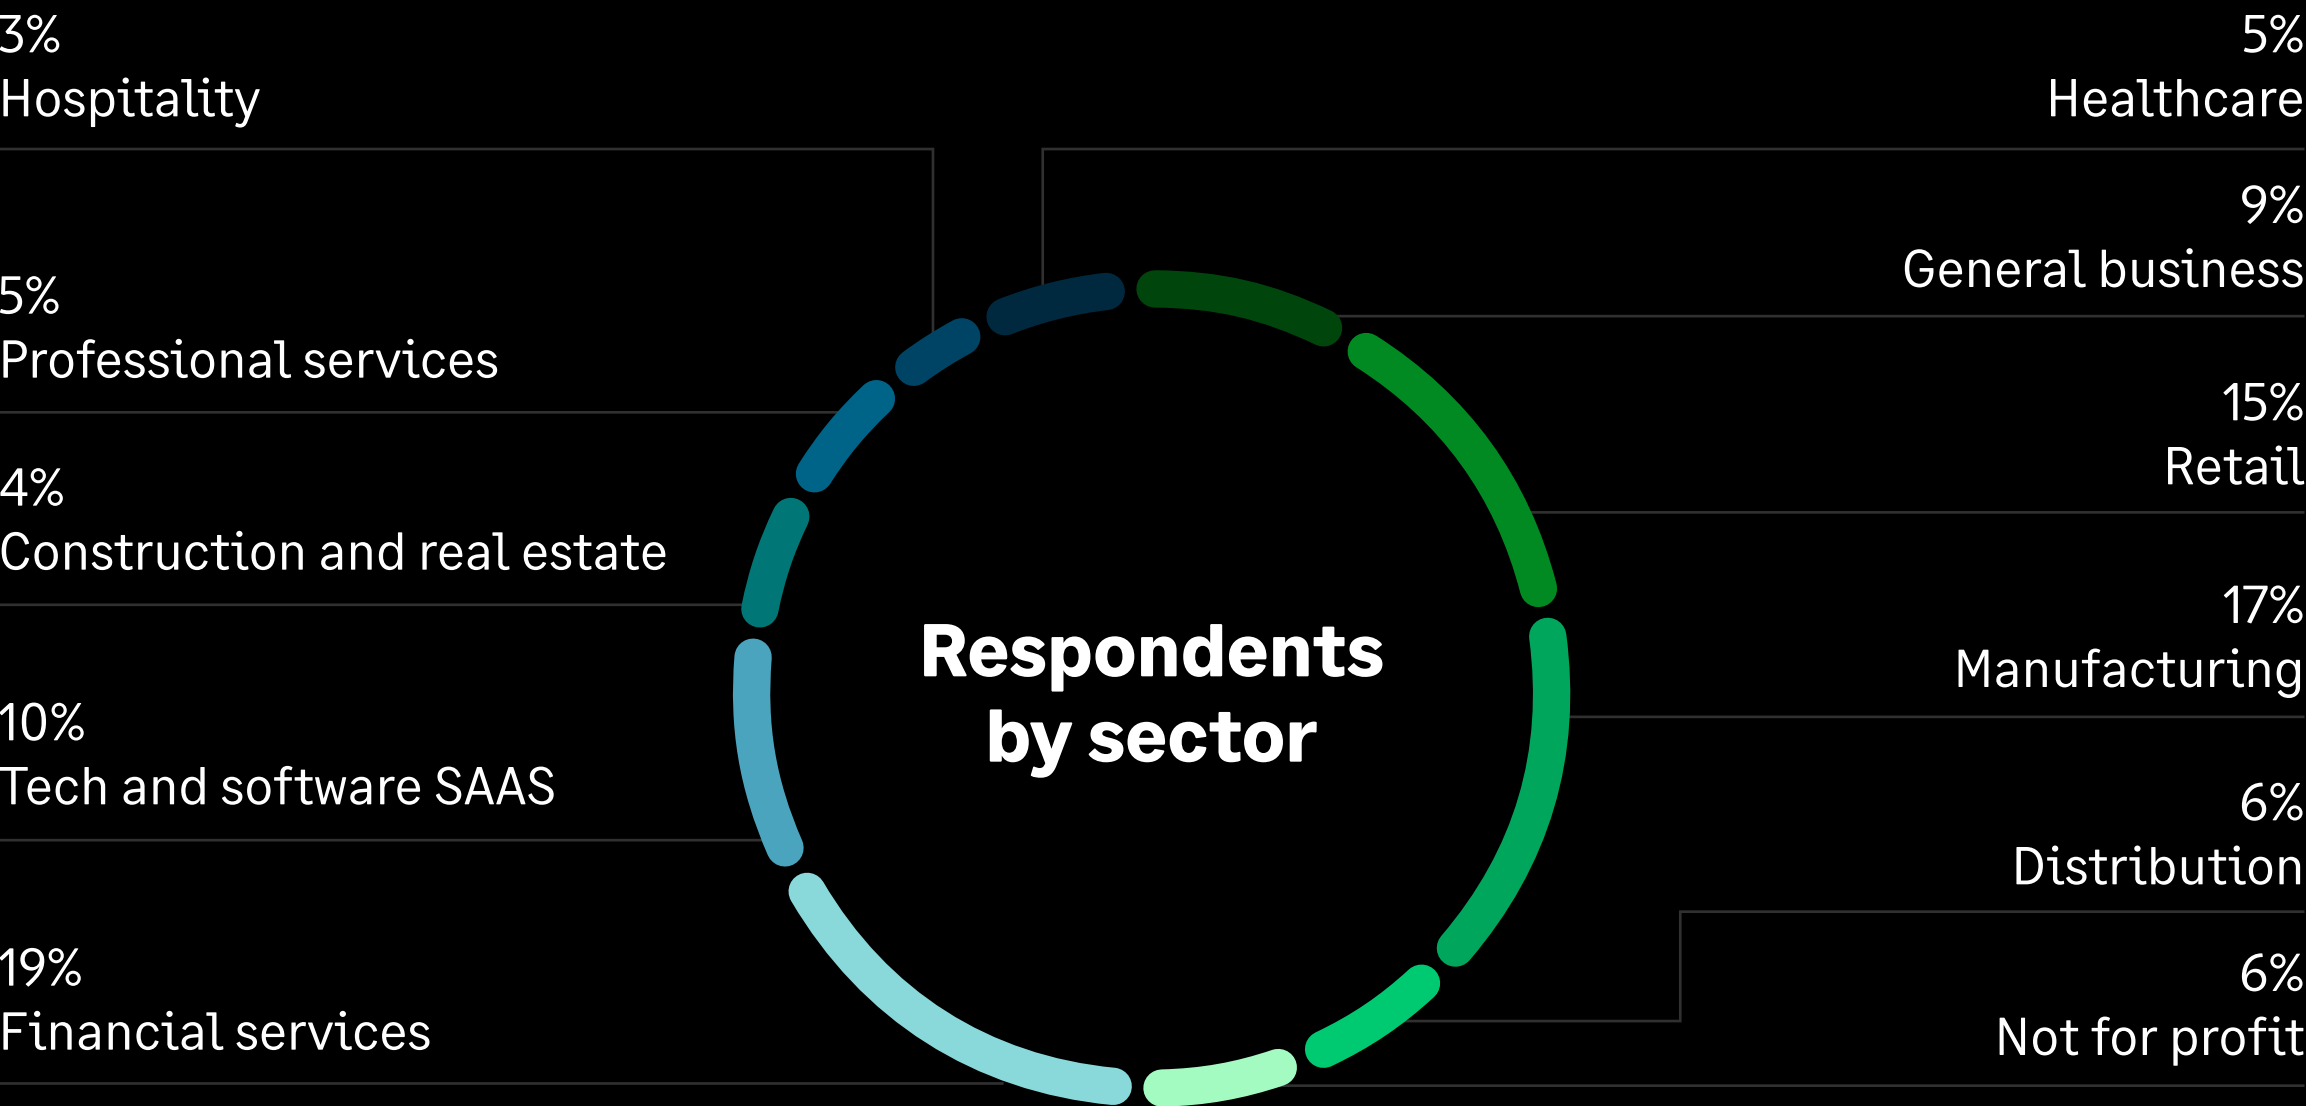 3%
Hospitality
5%
Professional services
4%
Construction and real estate
10%
Tech and software SAAS
19%
Financial services
Respondents
by sector
5%
Healthcare
9%
General business
15%
Retail
17%
Manufacturing
6%
Distribution
6%
Not for profit